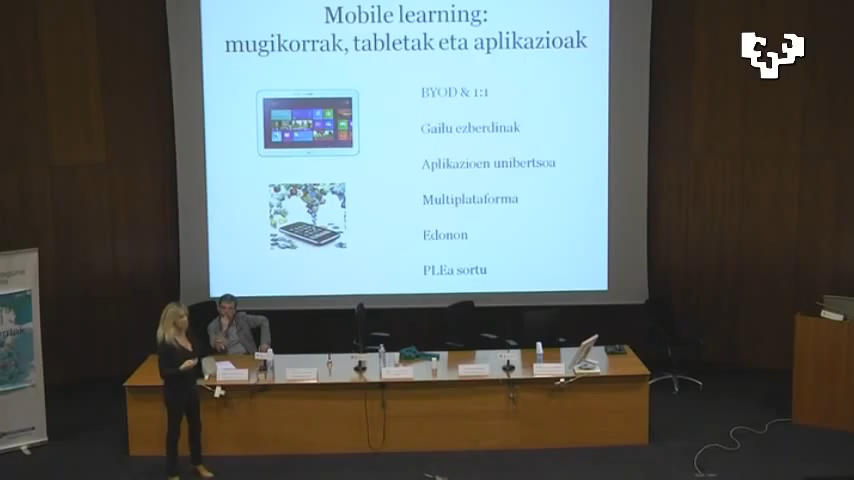 Mobile learning:
mugikorrak, tabletak eta aplikazioak
BYOD & 1:1
Gailu ezberdinak
Aplikazioen unibertsoa
Multiplataforma
Edonon
PLEa sortu